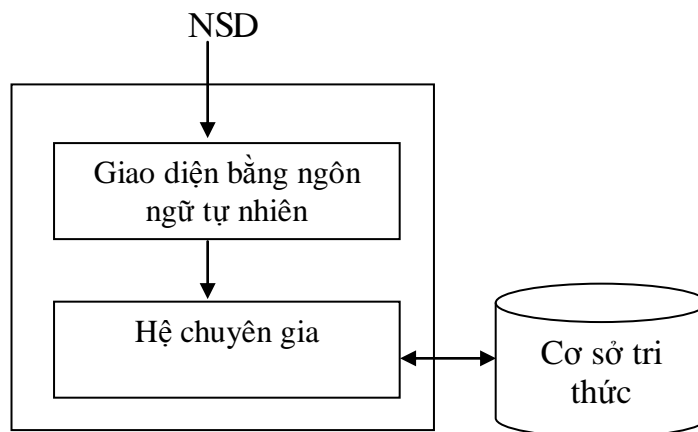 NSD
Giao diện bằng ngôn
ngữ tự nhiên
Hệ chuyên gia
Cơ sở tri
thức